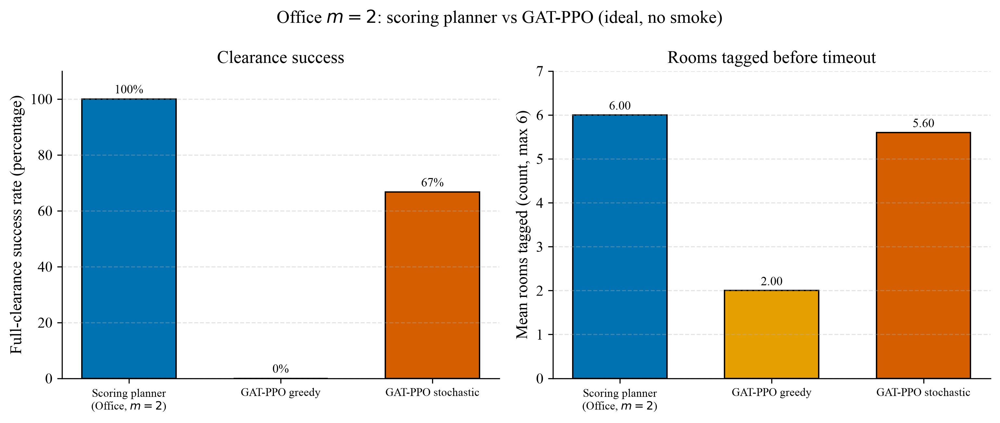 Office m = 2: scoring planner vs GAT-PPO (ideal, no smoke)
Clearance success
Full-clearance success rate (percentage)
100
80
60
40
20
0
100%
0%
67%
Scoring planner
(Office, m = 2)
GAT-PPO greedy
GAT-PPO stochastic
Rooms tagged before timeout
Mean rooms tagged (count, max 6)
7
6
5
4
3
2
1
0
6.00
2.00
5.60
Scoring planner
(Office, m = 2)
GAT-PPO greedy
GAT-PPO stochastic